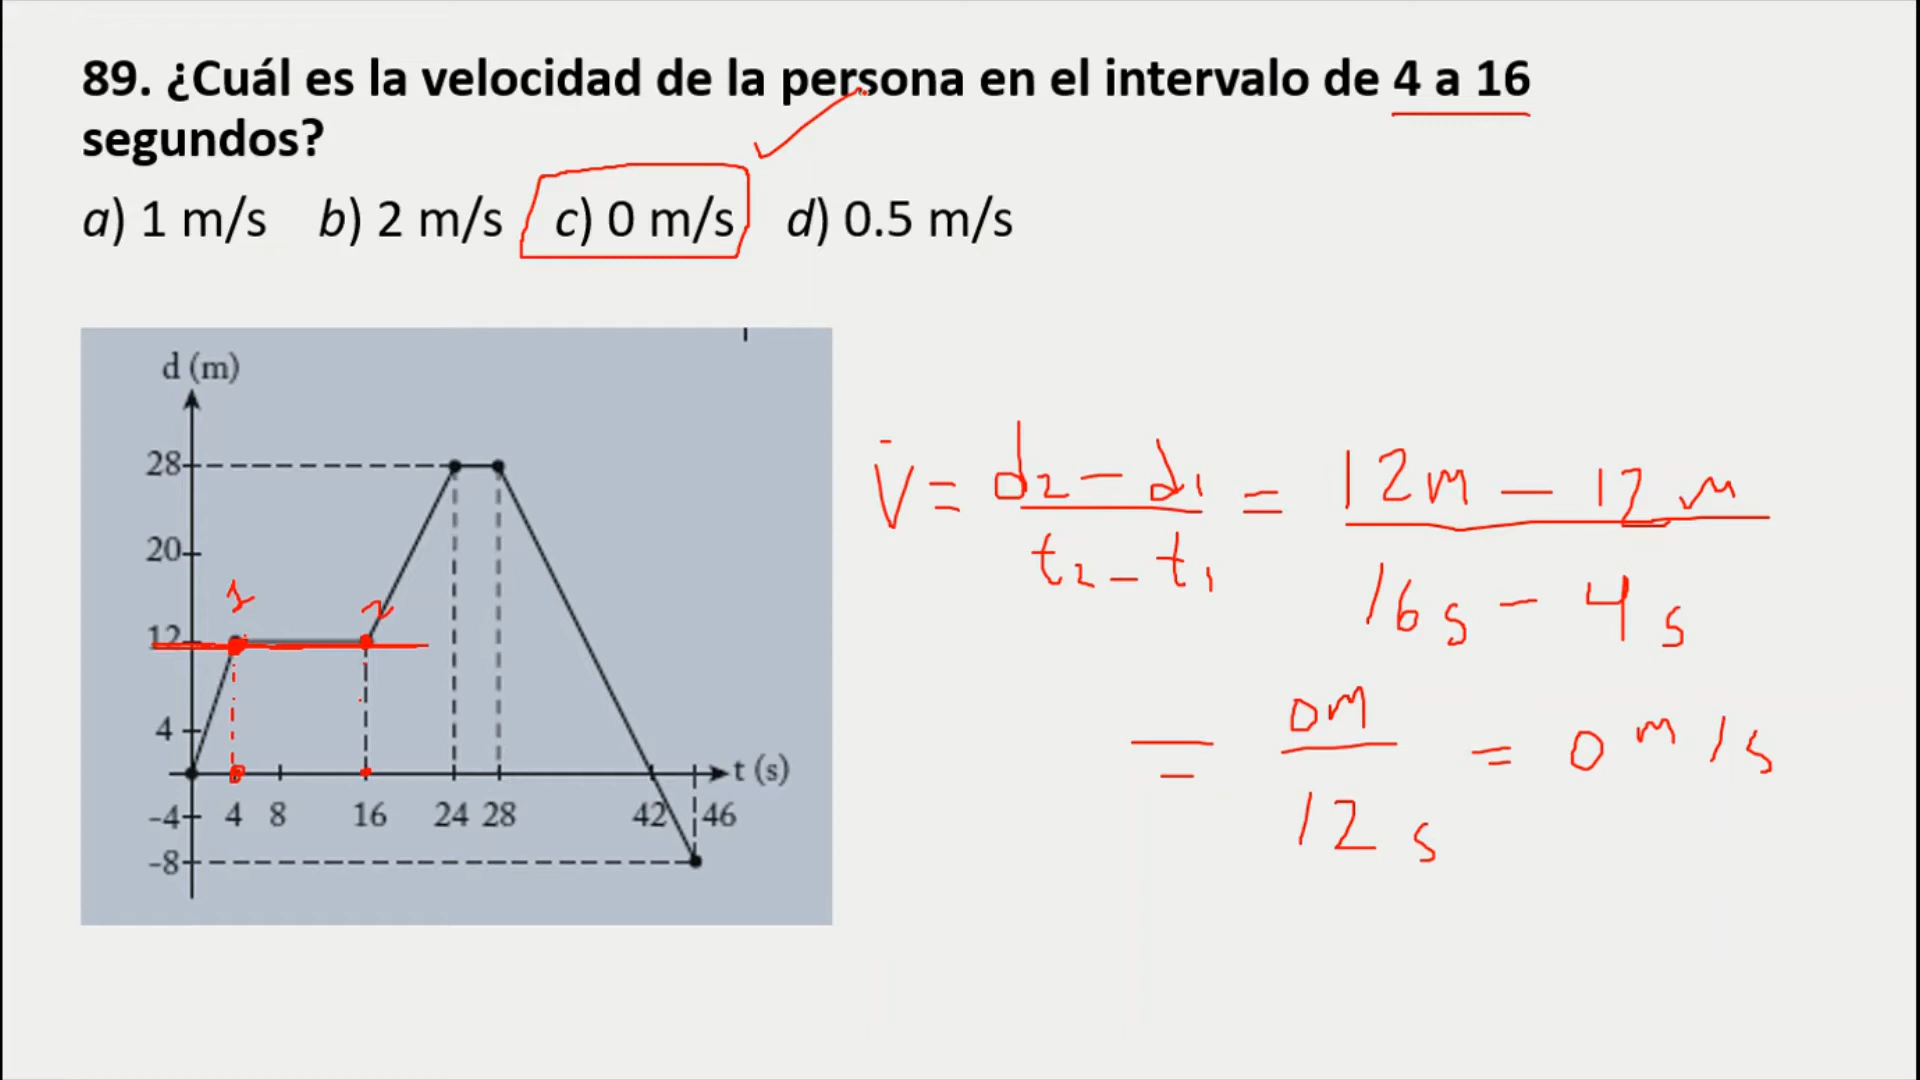 89. ¿Cuál es la velocidad de la persona en el intervalo de 4 a 16
segundos?
a) 1 m/s b) 2 m/s c) 0 m/s d) 0.5 m/s
d (m)
28
20
12
4
-4
-8
1
2
4 8 16 24 28 42 46
t (s)
V = d2 - d1 / t2 - t1 = 12m - 12m / 16s - 4s
= 0m / 12s = 0 m/s